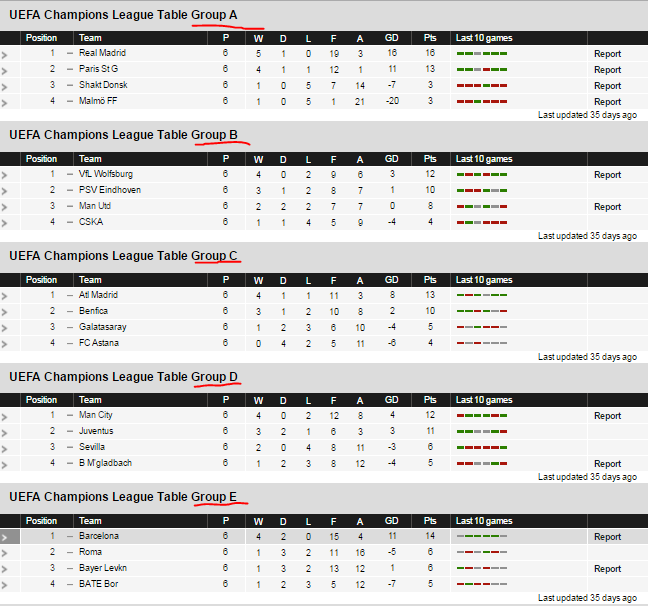 UEFA Champions League Table Group A
Position Team P W D L F A GD Pts Last 10 games
1 -- Real Madrid 6 5 1 0 19 3 16 16 Report
2 -- Paris St G 6 4 1 1 12 1 11 13 Report
3 -- Shakt Donsk 6 1 0 5 7 14 -7 3 Report
4 -- Malmö FF 6 1 0 5 1 21 -20 3 Report
Last updated 35 days ago
UEFA Champions League Table Group B
Position Team P W D L F A GD Pts Last 10 games
1 -- VfL Wolfsburg 6 4 0 2 9 6 3 12 Report
2 -- PSV Eindhoven 6 3 1 2 8 7 1 10
3 -- Man Utd 6 2 2 2 7 7 0 8 Report
4 -- CSKA 6 1 1 4 5 9 -4 4
Last updated 35 days ago
UEFA Champions League Table Group C
Position Team P W D L F A GD Pts Last 10 games
1 -- Atl Madrid 6 4 1 1 11 3 8 13
2 -- Benfica 6 3 1 2 10 8 2 10
3 -- Galatasaray 6 1 2 3 6 10 -4 5
4 -- FC Astana 6 0 4 2 5 11 -6 4
Last updated 35 days ago
UEFA Champions League Table Group D
Position Team P W D L F A GD Pts Last 10 games
1 -- Man City 6 4 0 2 12 8 4 12 Report
2 -- Juventus 6 3 2 1 6 3 3 11
3 -- Sevilla 6 2 0 4 8 11 -3 6
4 -- B M'gladbach 6 1 2 3 8 12 -4 5 Report
Last updated 35 days ago
UEFA Champions League Table Group E
Position Team P W D L F A GD Pts Last 10 games
1 -- Barcelona 6 4 2 0 15 4 11 14 Report
2 -- Roma 6 1 3 2 11 16 -5 6
3 -- Bayer Levkn 6 1 3 2 13 12 1 6 Report
4 -- BATE Bor 6 1 2 3 5 12 -7 5
Last updated 35 days ago